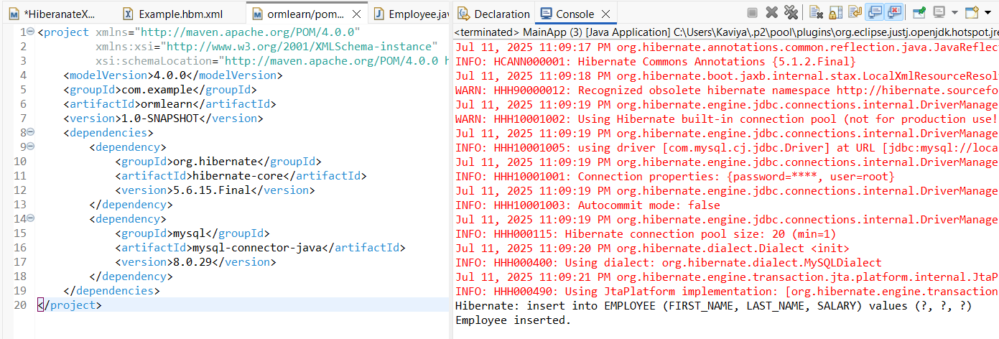 *HiberanateX...
Example.hbm.xml
ormlearn/pom...
Employee.jav
1 <project xmlns="http://maven.apache.org/POM/4.0.0"
2 xmlns:xsi="http://www.w3.org/2001/XMLSchema-instance"
3 xsi:schemaLocation="http://maven.apache.org/POM/4.0.0 h
4 <modelVersion>4.0.0</modelVersion>
5 <groupId>com.example</groupId>
6 <artifactId>ormlearn</artifactId>
7 <version>1.0-SNAPSHOT</version>
8 <dependencies>
9 <dependency>
10 <groupId>org.hibernate</groupId>
11 <artifactId>hibernate-core</artifactId>
12 <version>5.6.15.Final</version>
13 </dependency>
14 <dependency>
15 <groupId>mysql</groupId>
16 <artifactId>mysql-connector-java</artifactId>
17 <version>8.0.29</version>
18 </dependency>
19 </dependencies>
20 </project>
Declaration
Console
<terminated> MainApp (3) [Java Application] C:\Users\Kaviya\.p2\pool\plugins\org.eclipse.justj.openjdk.hotspot.jre
Jul 11, 2025 11:09:17 PM org.hibernate.annotations.common.reflection.java.JavaReflec
INFO: HCANN000001: Hibernate Commons Annotations {5.1.2.Final}
Jul 11, 2025 11:09:18 PM org.hibernate.boot.jaxb.internal.stax.LocalXmlResourceResol
WARN: HHH90000012: Recognized obsolete hibernate namespace http://hibernate.sourcefo
Jul 11, 2025 11:09:19 PM org.hibernate.engine.jdbc.connections.internal.DriverManage
WARN: HHH10001002: Using Hibernate built-in connection pool (not for production use!
Jul 11, 2025 11:09:19 PM org.hibernate.engine.jdbc.connections.internal.DriverManage
INFO: HHH10001005: using driver [com.mysql.cj.jdbc.Driver] at URL [jdbc:mysql://loca
Jul 11, 2025 11:09:19 PM org.hibernate.engine.jdbc.connections.internal.DriverManage
INFO: HHH10001001: Connection properties: {password=****, user=root}
Jul 11, 2025 11:09:19 PM org.hibernate.engine.jdbc.connections.internal.DriverManage
INFO: HHH10001003: Autocommit mode: false
Jul 11, 2025 11:09:19 PM org.hibernate.engine.jdbc.connections.internal.DriverManage
INFO: HHH000115: Hibernate connection pool size: 20 (min=1)
Jul 11, 2025 11:09:20 PM org.hibernate.dialect.Dialect <init>
INFO: HHH000400: Using dialect: org.hibernate.dialect.MySQLDialect
Jul 11, 2025 11:09:21 PM org.hibernate.engine.transaction.jta.platform.internal.JtaP
INFO: HHH000490: Using JtaPlatform implementation: [org.hibernate.engine.transaction
Hibernate: insert into EMPLOYEE (FIRST_NAME, LAST_NAME, SALARY) values (?, ?, ?)
Employee inserted.